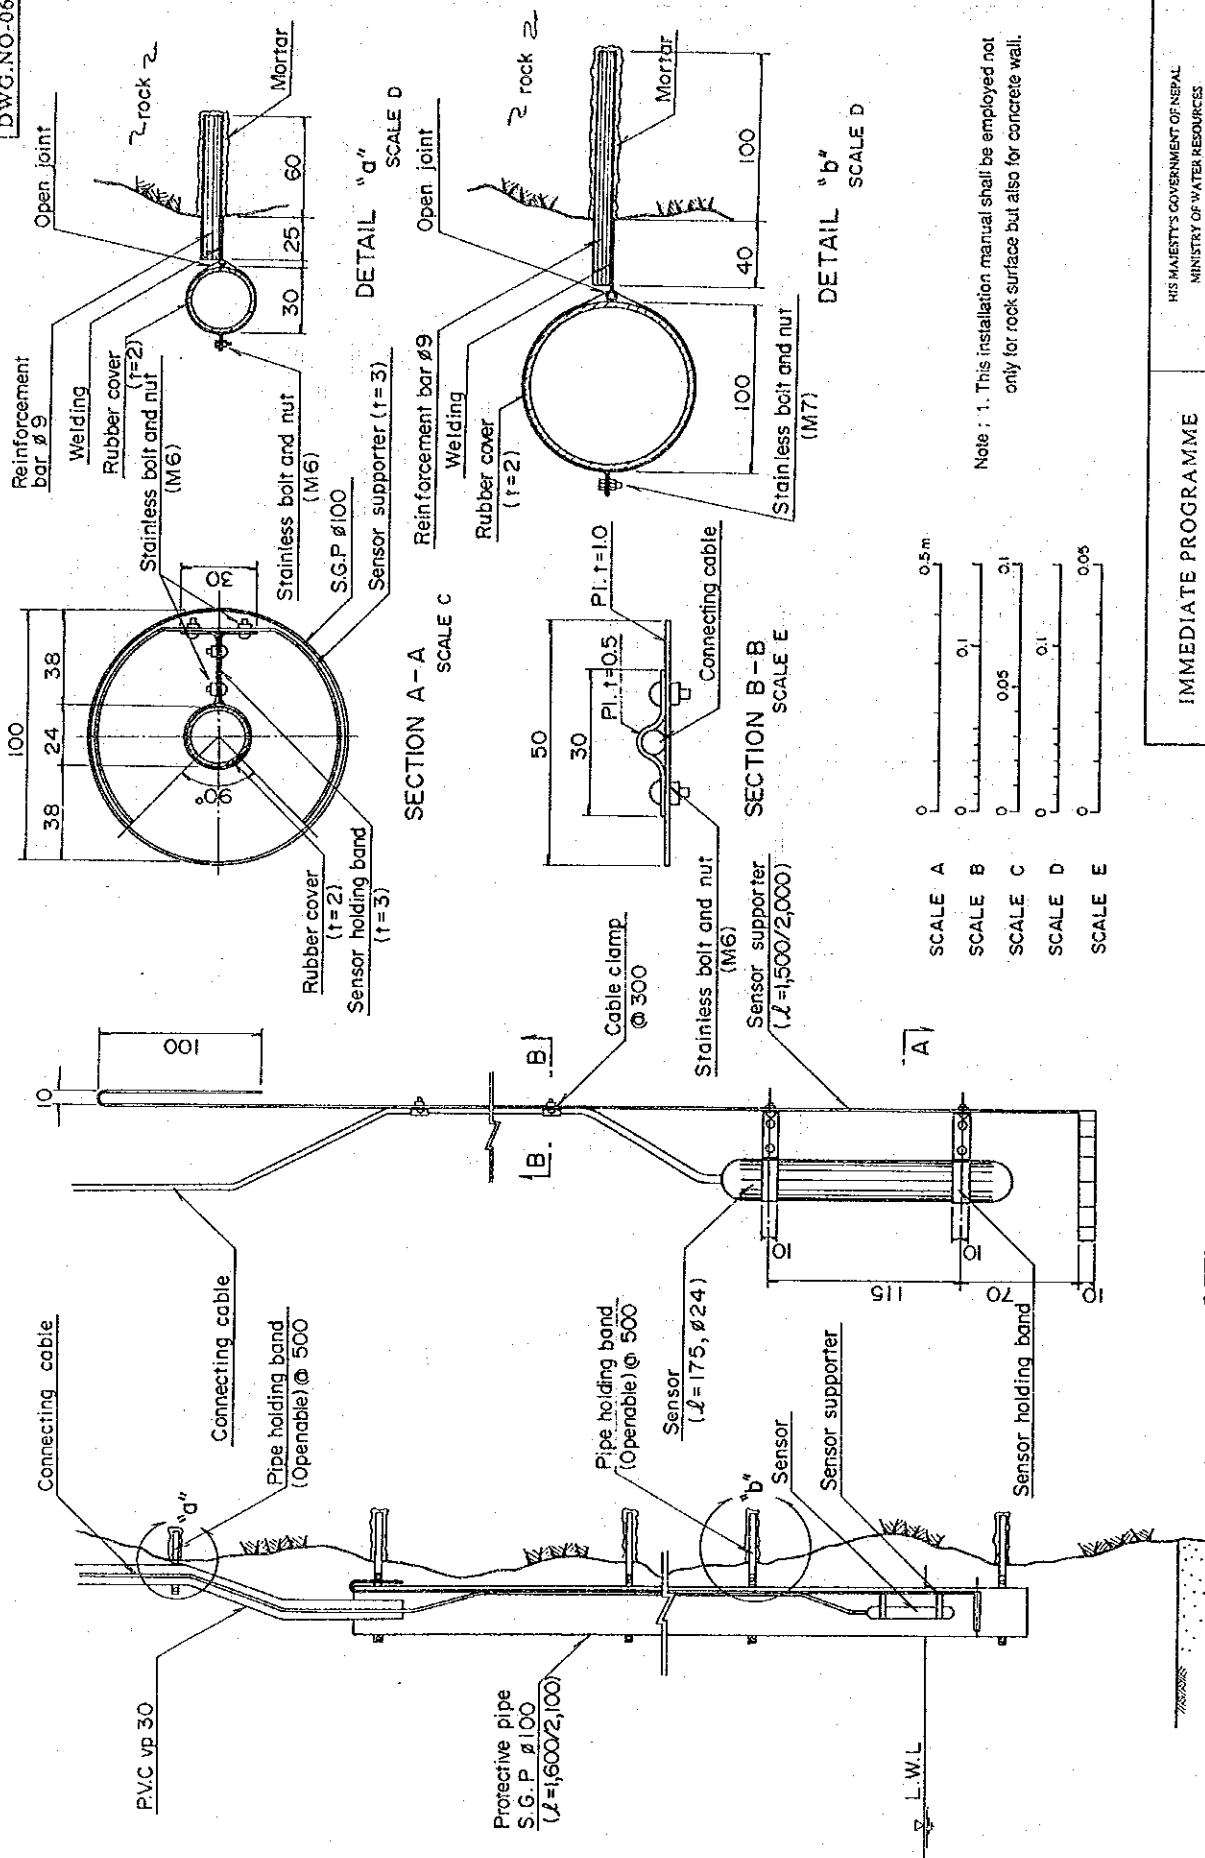 DWG.NO-06
P.V.C vp 30
Connecting cable
"a"
Pipe holding band
(Openable) @ 500
Protective pipe
S.G.P ø100
(ℓ=1,600/2,100)
Pipe holding band
(Openable) @ 500
"b"
Sensor
Sensor supporter
L.W.L
10
100
Connecting cable
Cable clamp
@ 300
B
B
Sensor supporter
(ℓ=1,500/2,000)
Sensor
(ℓ=175, ø24)
10
10
115
70
10
Sensor holding band
A
100
38
24
38
30
90°
Stainless bolt and nut
(M6)
S.G.P ø100
Sensor supporter (t=3)
Rubber cover
(t=2)
Sensor holding band
(t=3)
SECTION A-A
SCALE C
50
30
Pl. t=0.5
Pl. t=1.0
Connecting cable
Stainless bolt and nut
(M6)
SECTION B-B
SCALE E
Reinforcement
bar ø9
Welding
Rubber cover
(t=2)
Open joint
rock
Mortar
30
25
60
Stainless bolt and nut
(M6)
DETAIL "a"
SCALE D
Reinforcement bar ø9
Welding
Rubber cover
(t=2)
Open joint
rock
Mortar
100
40
100
Stainless bolt and nut
(M7)
DETAIL "b"
SCALE D
SCALE A
0
0.5m
SCALE B
0
0.1
SCALE C
0
0.05
0.1
SCALE D
0
0.1
SCALE E
0
0.05
Note ; 1. This installation manual shall be employed not
only for rock surface but also for concrete wall.
IMMEDIATE PROGRAMME
HIS MAJESTY'S GOVERNMENT OF NEPAL
MINISTRY OF WATER RESOURCES